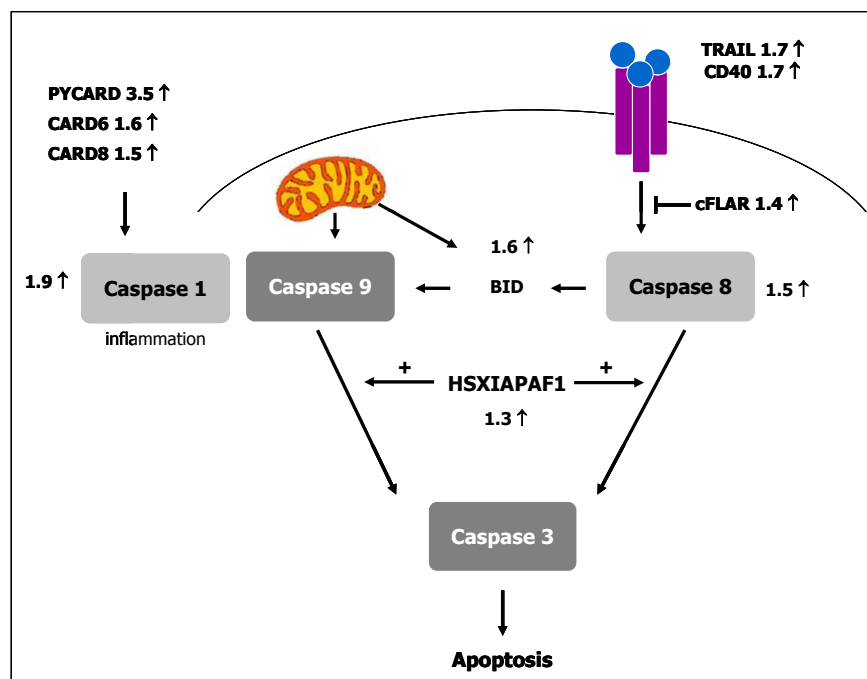 TRAIL 1.7 ↑
CD40 1.7 ↑
PYCARD 3.5 ↑
CARD6 1.6 ↑
CARD8 1.5 ↑
cFLAR 1.4 ↑
1.6 ↑
1.9 ↑
Caspase 1
Caspase 9
BID
Caspase 8
1.5 ↑
inflammation
+
+
HSXIAPAF1
1.3 ↑
Caspase 3
Apoptosis